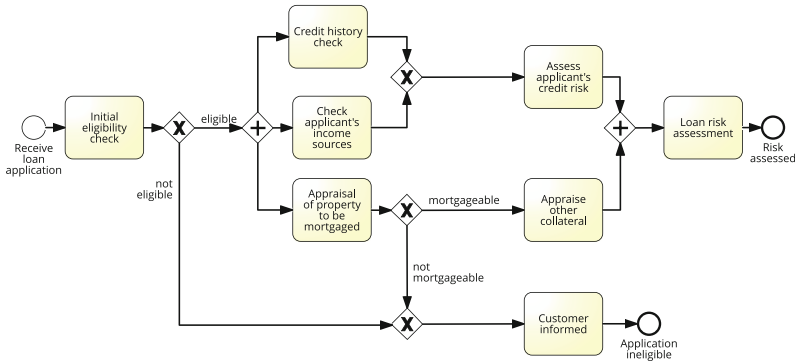 Credit history
check
Assess
applicant's
credit risk
Initial
eligibility
check
eligible
Check
applicant's
income
sources
Loan risk
assessment
Receive
loan
application
Risk
assessed
not
eligible
Appraisal
of property
to be
mortgaged
mortgageable
Appraise
other
collateral
not
mortgageable
Customer
informed
Application
ineligible